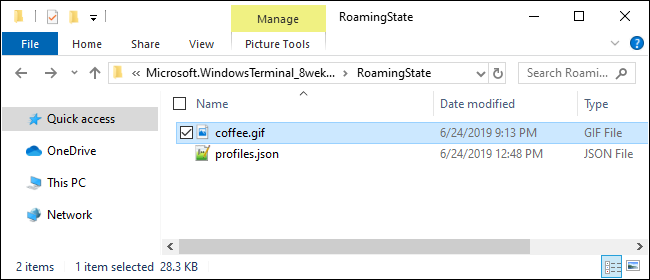 Manage RoamingState
File Home Share View Picture Tools
« Microsoft.WindowsTerminal_8wek... › RoamingState Search Roami...
Name Date modified Type
Quick access
coffee.gif 6/24/2019 9:13 PM GIF File
OneDrive
profiles.json 6/24/2019 12:48 PM JSON File
This PC
Network
2 items 1 item selected 28.3 KB